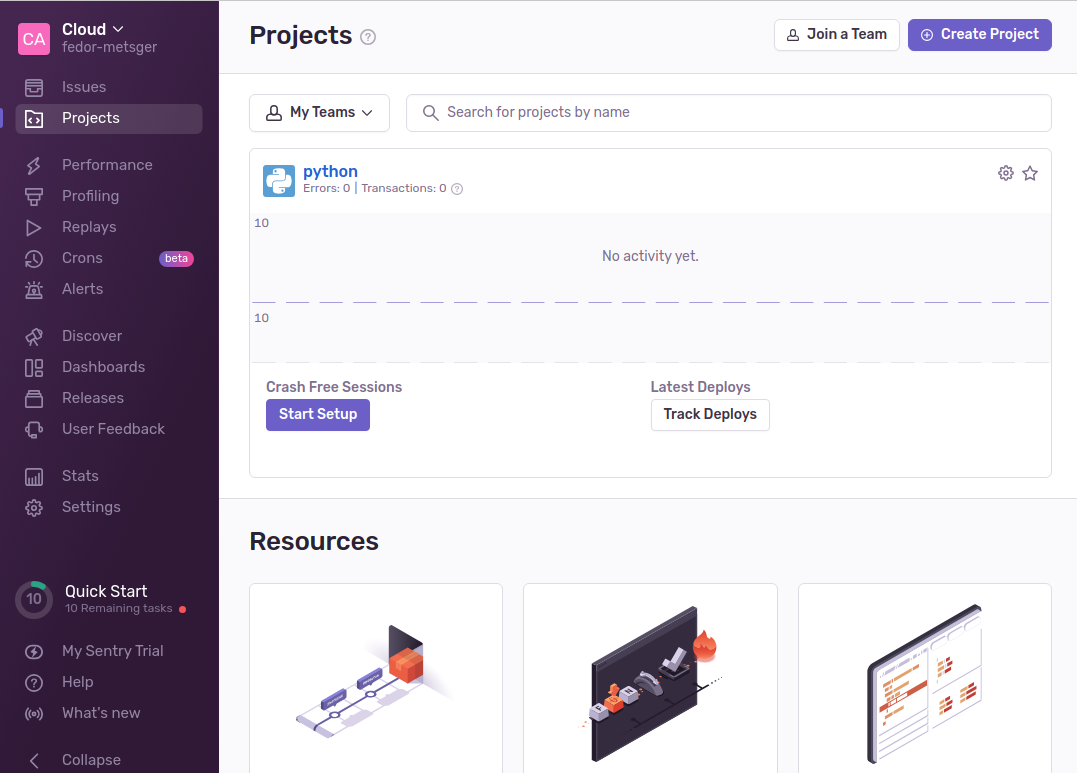 CA
Cloud
fedor-metsger
Issues
Projects
Performance
Profiling
Replays
Crons
beta
Alerts
Discover
Dashboards
Releases
User Feedback
Stats
Settings
10
Quick Start
10 Remaining tasks
My Sentry Trial
Help
What's new
Collapse
Projects
Join a Team
Create Project
My Teams
Search for projects by name
python
Errors: 0 | Transactions: 0
10
No activity yet.
10
Crash Free Sessions
Start Setup
Latest Deploys
Track Deploys
Resources